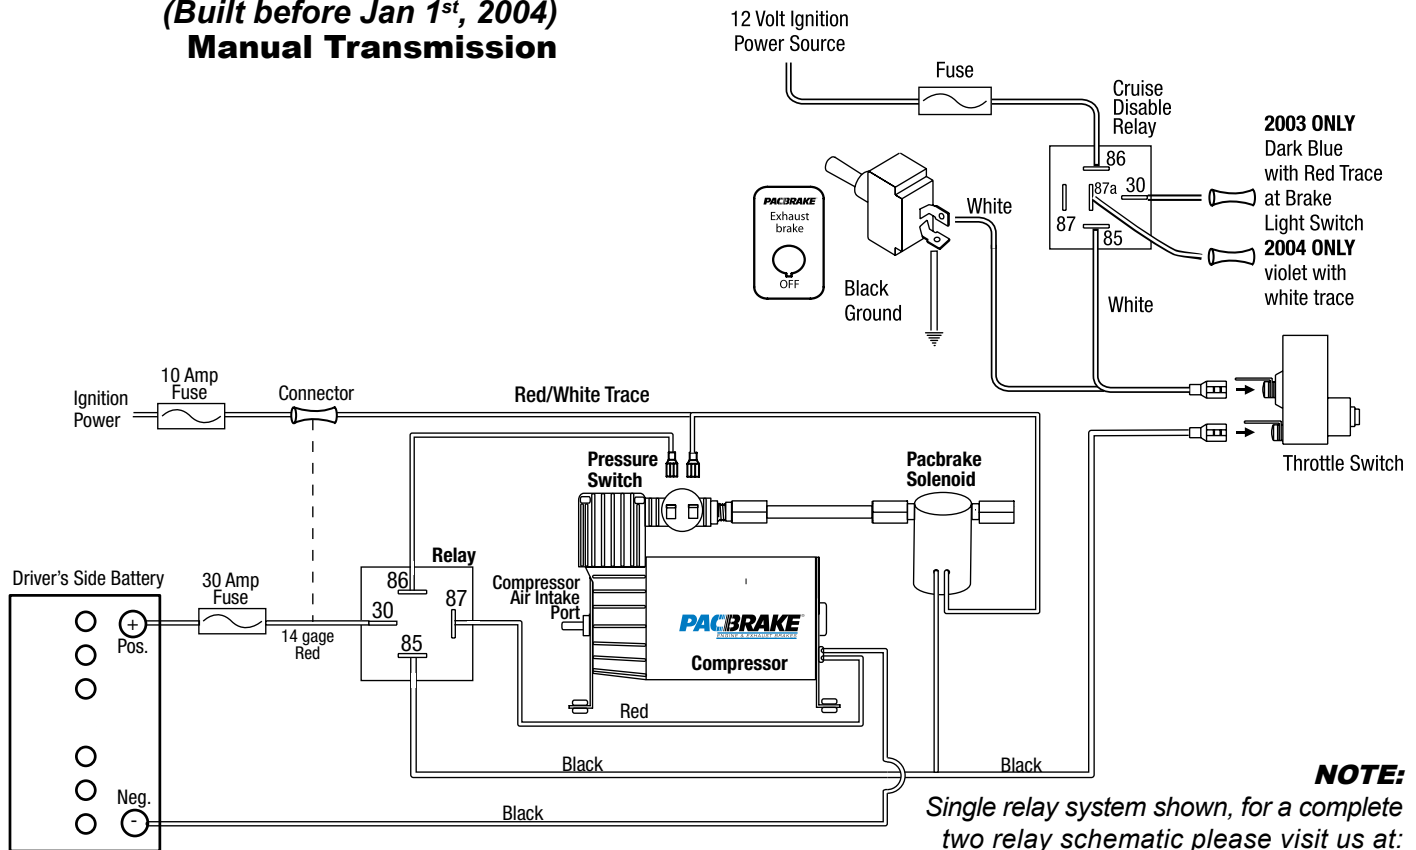 (Built before Jan 1st, 2004)
Manual Transmission
12 Volt Ignition
Power Source
Fuse
Cruise
Disable
Relay
86
87a
30
87
85
2003 ONLY
Dark Blue
with Red Trace
at Brake
Light Switch
2004 ONLY
violet with
white trace
PACBRAKE
Exhaust
brake
OFF
White
Black
Ground
White
Throttle Switch
Ignition
Power
10 Amp
Fuse
Connector
Red/White Trace
Pressure
Switch
Pacbrake
Solenoid
Driver's Side Battery
+
Pos.
Neg.
-
30 Amp
Fuse
14 gage
Red
Relay
86
30
87
85
Compressor
Air Intake
Port
PACBRAKE
ENGINE & EXHAUST BRAKES
Compressor
Red
Black
Black
Black
NOTE:
Single relay system shown, for a complete
two relay schematic please visit us at: